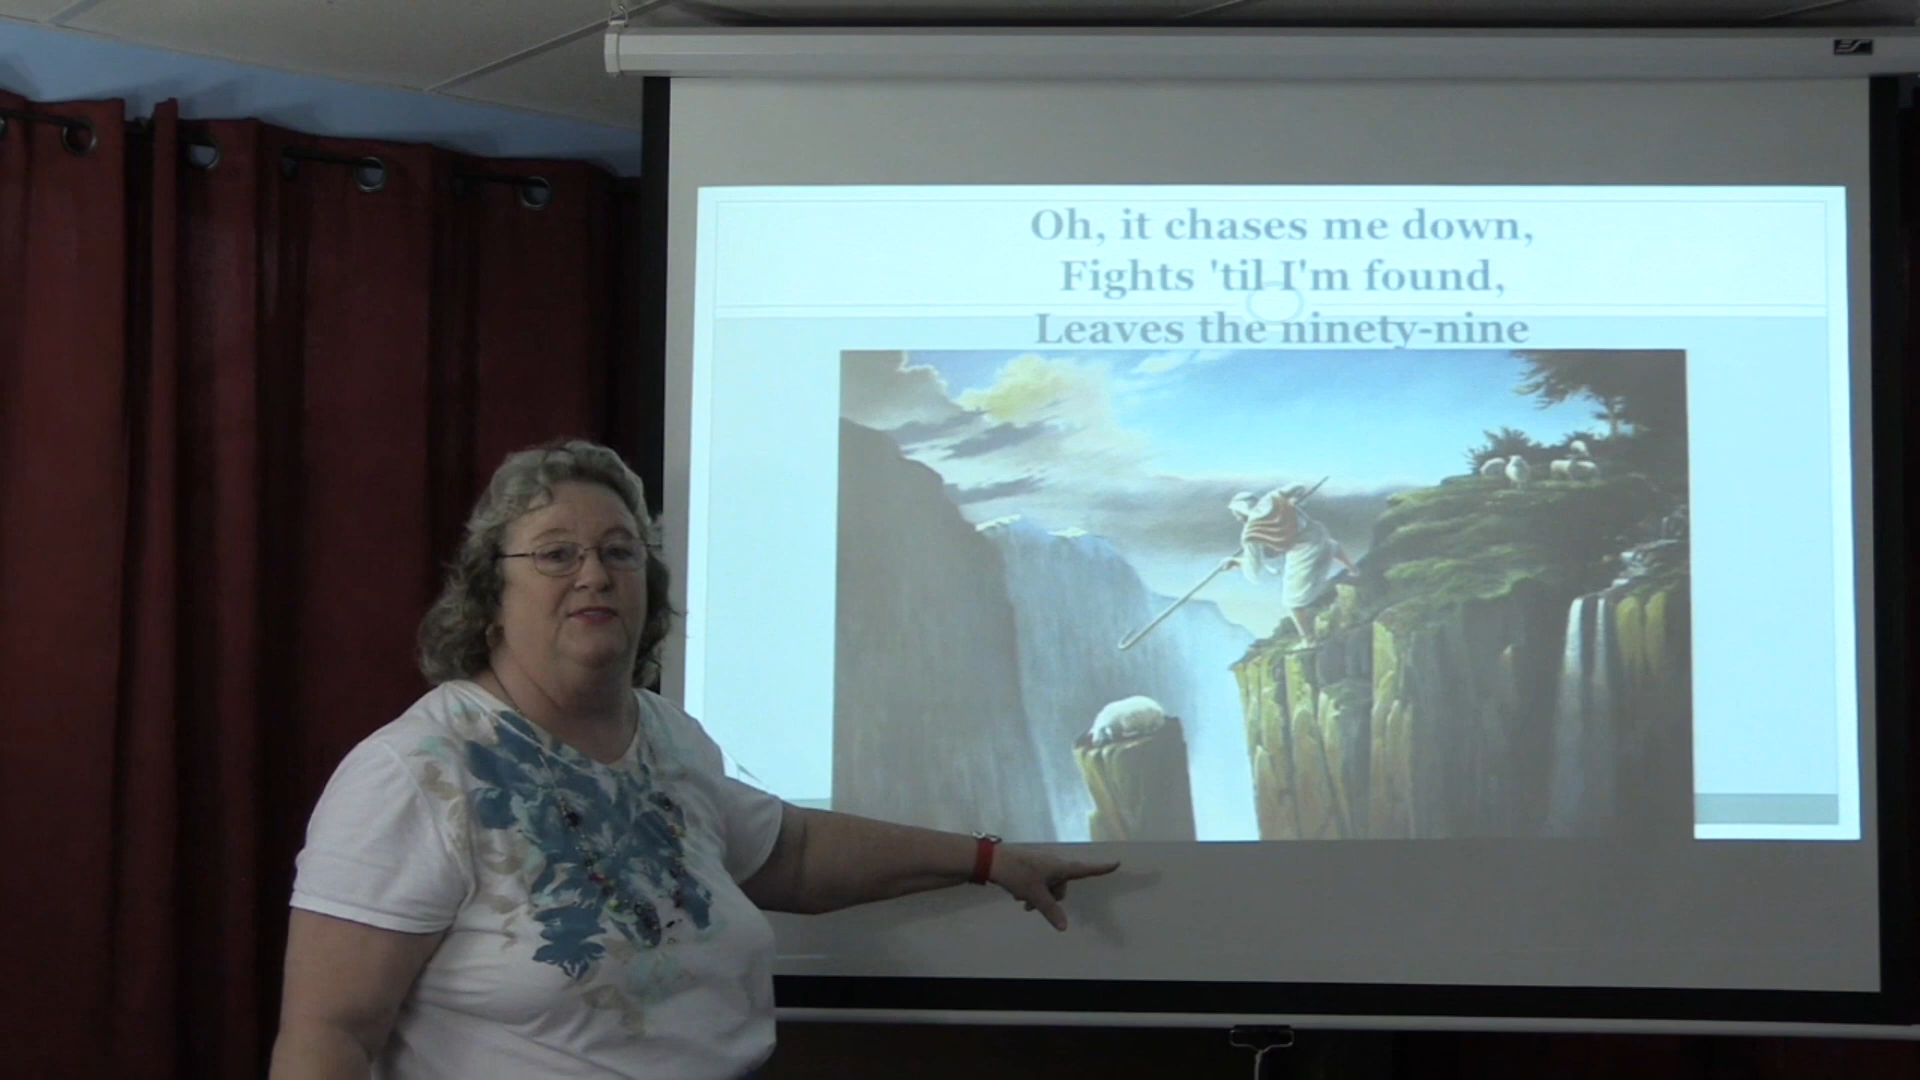 Oh, it chases me down,
Fights 'til I'm found,
Leaves the ninety-nine